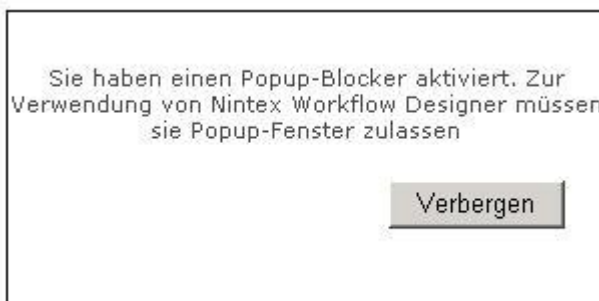 Sie haben einen Popup-Blocker aktiviert. Zur
Verwendung von Nintex Workflow Designer müssen
sie Popup-Fenster zulassen
Verbergen